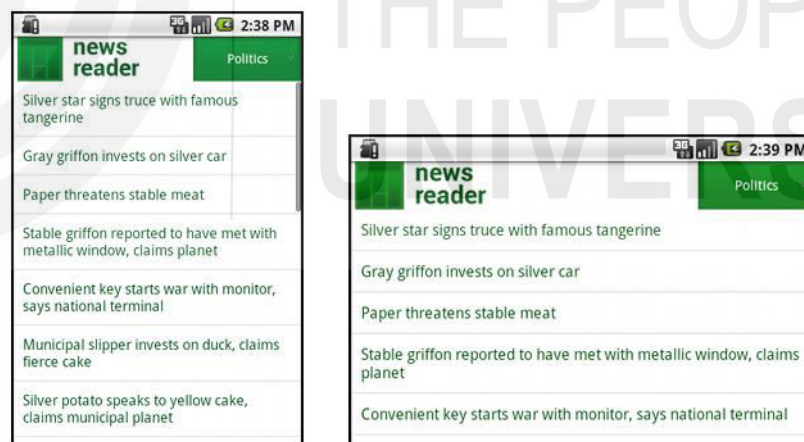 THE PEOP
UNIVERS
3G
2:38 PM
news
reader
Politics
Silver star signs truce with famous
tangerine
Gray griffon invests on silver car
Paper threatens stable meat
Stable griffon reported to have met with
metallic window, claims planet
Convenient key starts war with monitor,
says national terminal
Municipal slipper invests on duck, claims
fierce cake
Silver potato speaks to yellow cake,
claims municipal planet
3G
2:39 PM
news
reader
Politics
Silver star signs truce with famous tangerine
Gray griffon invests on silver car
Paper threatens stable meat
Stable griffon reported to have met with metallic window, claims
planet
Convenient key starts war with monitor, says national terminal